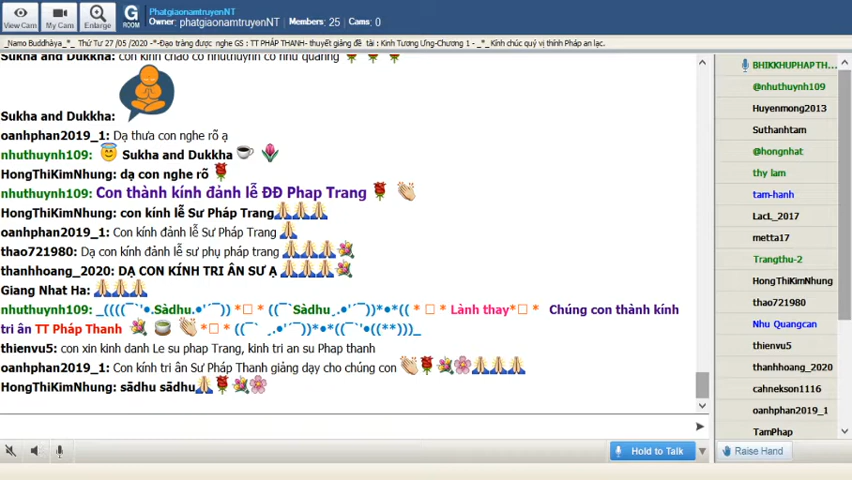 View Cam
My Cam
Enlarge
G
ROOM
PhatgiaonamtruyenNT
Owner: phatgiaonamtruyenNT Members: 25 Cams: 0
_Namo Buddhàya_*_ Thứ Tư 27 /05 /2020 -*-Đạo tràng được nghe GS : TT PHÁP THANH- thuyết giảng đề tài : Kinh Tương Ưng-Chương 1 - _*_ Kính chúc quý vị thính Pháp an lạc.
Sukha and Dukkha: con kính chào cô nhuthuynh cô như quảng
Sukha and Dukkha:
oanhphan2019_1: Dạ thưa con nghe rõ ạ
nhuthuynh109: Sukha and Dukkha
HongThiKimNhung: dạ con nghe rõ
nhuthuynh109: Con thành kính đảnh lễ ĐĐ Phap Trang
HongThiKimNhung: con kính lễ Sư Pháp Trang
oanhphan2019_1: Con kính đảnh lễ Sư Pháp Trang
thao721980: Dạ con kính đảnh lễ sư phụ pháp trang
thanhhoang_2020: DẠ CON KÍNH TRI ÂN SƯ Ạ
Giang Nhat Ha:
nhuthuynh109: _((((¯`'•.Sàdhu.•'´¯)) *□ * ((¯`Sàdhu¸.•'´¯))*•*(( * □ * Lành thay*□ * Chúng con thành kính
tri ân TT Pháp Thanh *□ * ((¯` ¸.•'´¯))*•*((¯`'•((**)))_
thienvu5: con xin kinh danh Le su phap Trang, kinh tri an su Phap thanh
oanhphan2019_1: Con kính tri ân Sư Pháp Thanh giảng dạy cho chúng con
HongThiKimNhung: sādhu sādhu
Hold to Talk
BHIKKHUPHAPTH...
@nhuthuynh109
Huyenmong2013
Suthanhtam
@hongnhat
thy lam
tam-hanh
LacL_2017
metta17
Trangthu-2
HongThiKimNhung
thao721980
Nhu Quangcan
thienvu5
thanhhoang_2020
cahnekson1116
oanhphan2019_1
TamPhap
Raise Hand